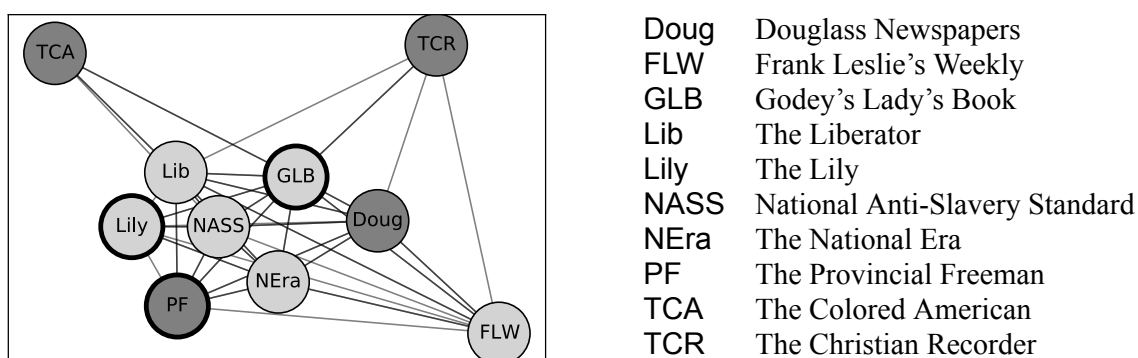 TCA
TCR
Lib
GLB
Lily
NASS
Doug
NEra
PF
FLW
Doug Douglass Newspapers
FLW Frank Leslie’s Weekly
GLB Godey’s Lady’s Book
Lib The Liberator
Lily The Lily
NASS National Anti-Slavery Standard
NEra The National Era
PF The Provincial Freeman
TCA The Colored American
TCR The Christian Recorder